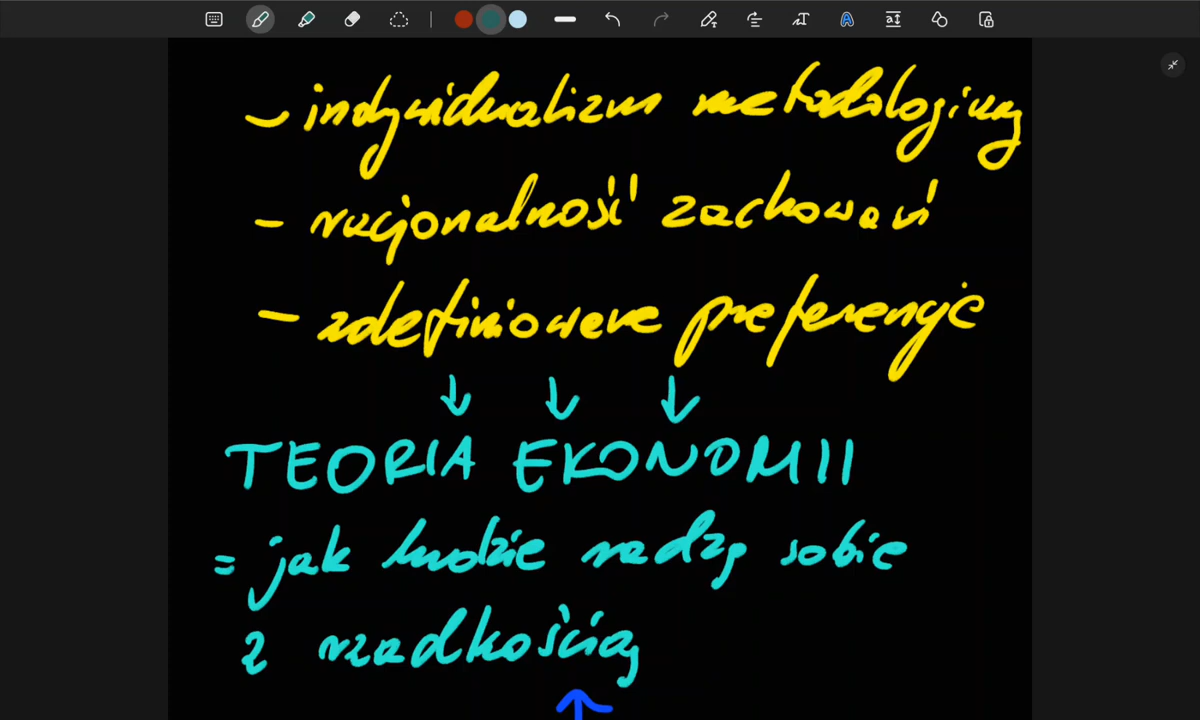 - indywidualizm metodologiczny
- racjonalność zachowań
- zdefiniowane preferencje
↓ ↓ ↓
TEORIA EKONOMII
= jak ludzie radzą sobie
z rzadkością